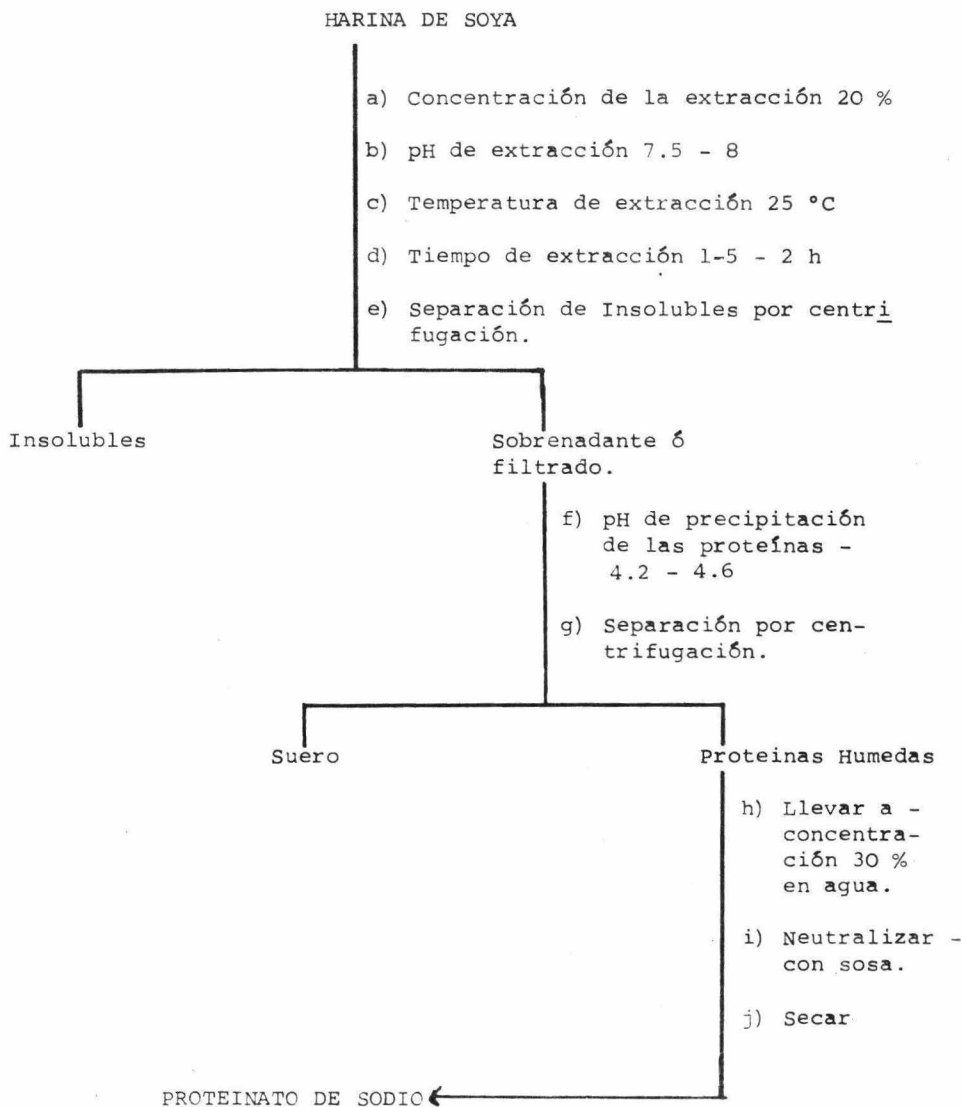 HARINA DE SOYA
a) Concentración de la extracción 20 %
b) pH de extracción 7.5 - 8
c) Temperatura de extracción 25 °C
d) Tiempo de extracción 1-5 - 2 h
e) Separación de Insolubles por centri
fugación.
Insolubles
Sobrenadante ó
filtrado.
f) pH de precipitación
de las proteínas -
4.2 - 4.6
g) Separación por cen-
trifugación.
Suero
Proteinas Humedas
h) Llevar a -
concentra-
ción 30 %
en agua.
i) Neutralizar -
con sosa.
j) Secar
PROTEINATO DE SODIO